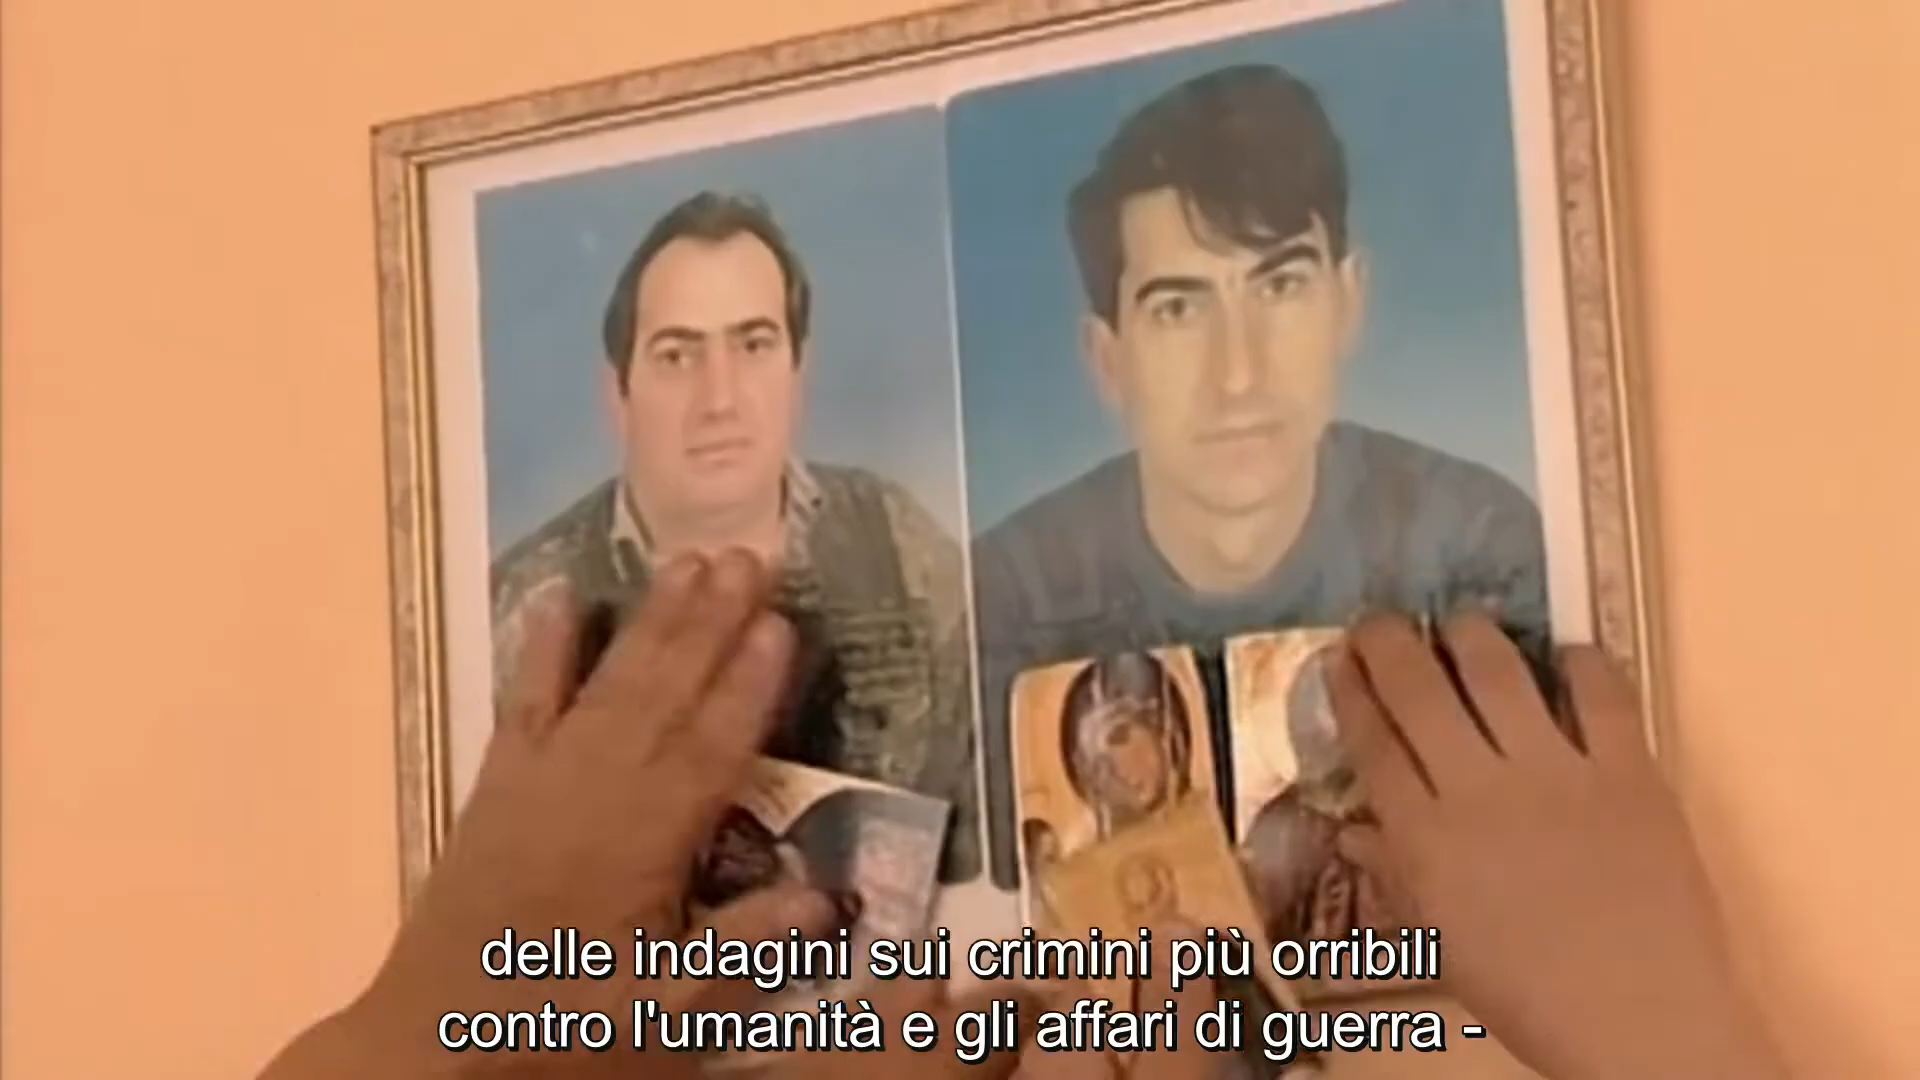 delle indagini sui crimini più orribili
contro l'umanità e gli affari di guerra -